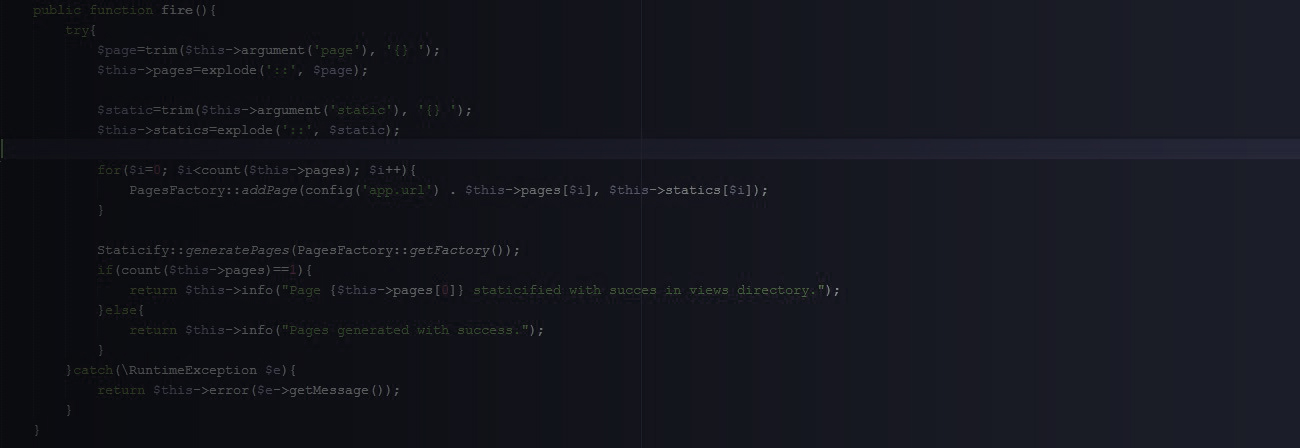 public function fire(){
try{
$page=trim($this->argument('page'), '{} ');
$this->pages=explode('::', $page);
$static=trim($this->argument('static'), '{} ');
$this->statics=explode('::', $static);
for($i=0; $i<count($this->pages); $i++){
PagesFactory::addPage(config('app.url') . $this->pages[$i], $this->statics[$i]);
}
Staticify::generatePages(PagesFactory::getFactory());
if(count($this->pages)==1){
return $this->info("Page {$this->pages[0]} staticified with succes in views directory.");
}else{
return $this->info("Pages generated with success.");
}
}catch(\RuntimeException $e){
return $this->error($e->getMessage());
}
}